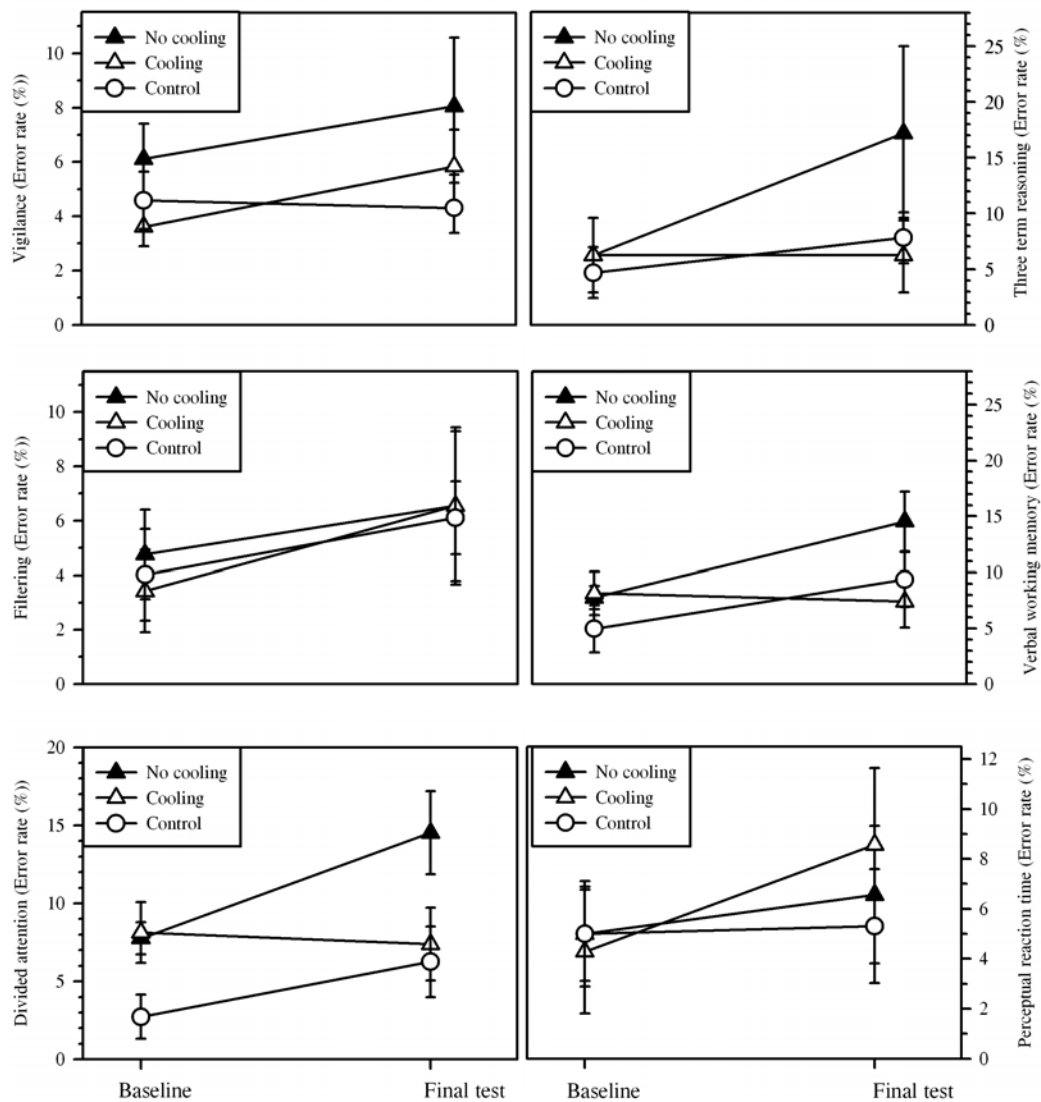 No cooling
Cooling
Control
Vigilance (Error rate (%))
10
8
6
4
2
0
No cooling
Cooling
Control
Three term reasoning (Error rate (%)
25
20
15
10
5
0
No cooling
Cooling
Control
Filtering (Error rate (%))
10
8
6
4
2
0
No cooling
Cooling
Control
Verbal working memory (Error rate (%)
25
20
15
10
5
0
No cooling
Cooling
Control
Divided attention (Error rate (%))
20
15
10
5
0
No cooling
Cooling
Control
Perceptual reaction time (Error rate (%)
12
10
8
6
4
2
0
Baseline Final test Baseline Final test